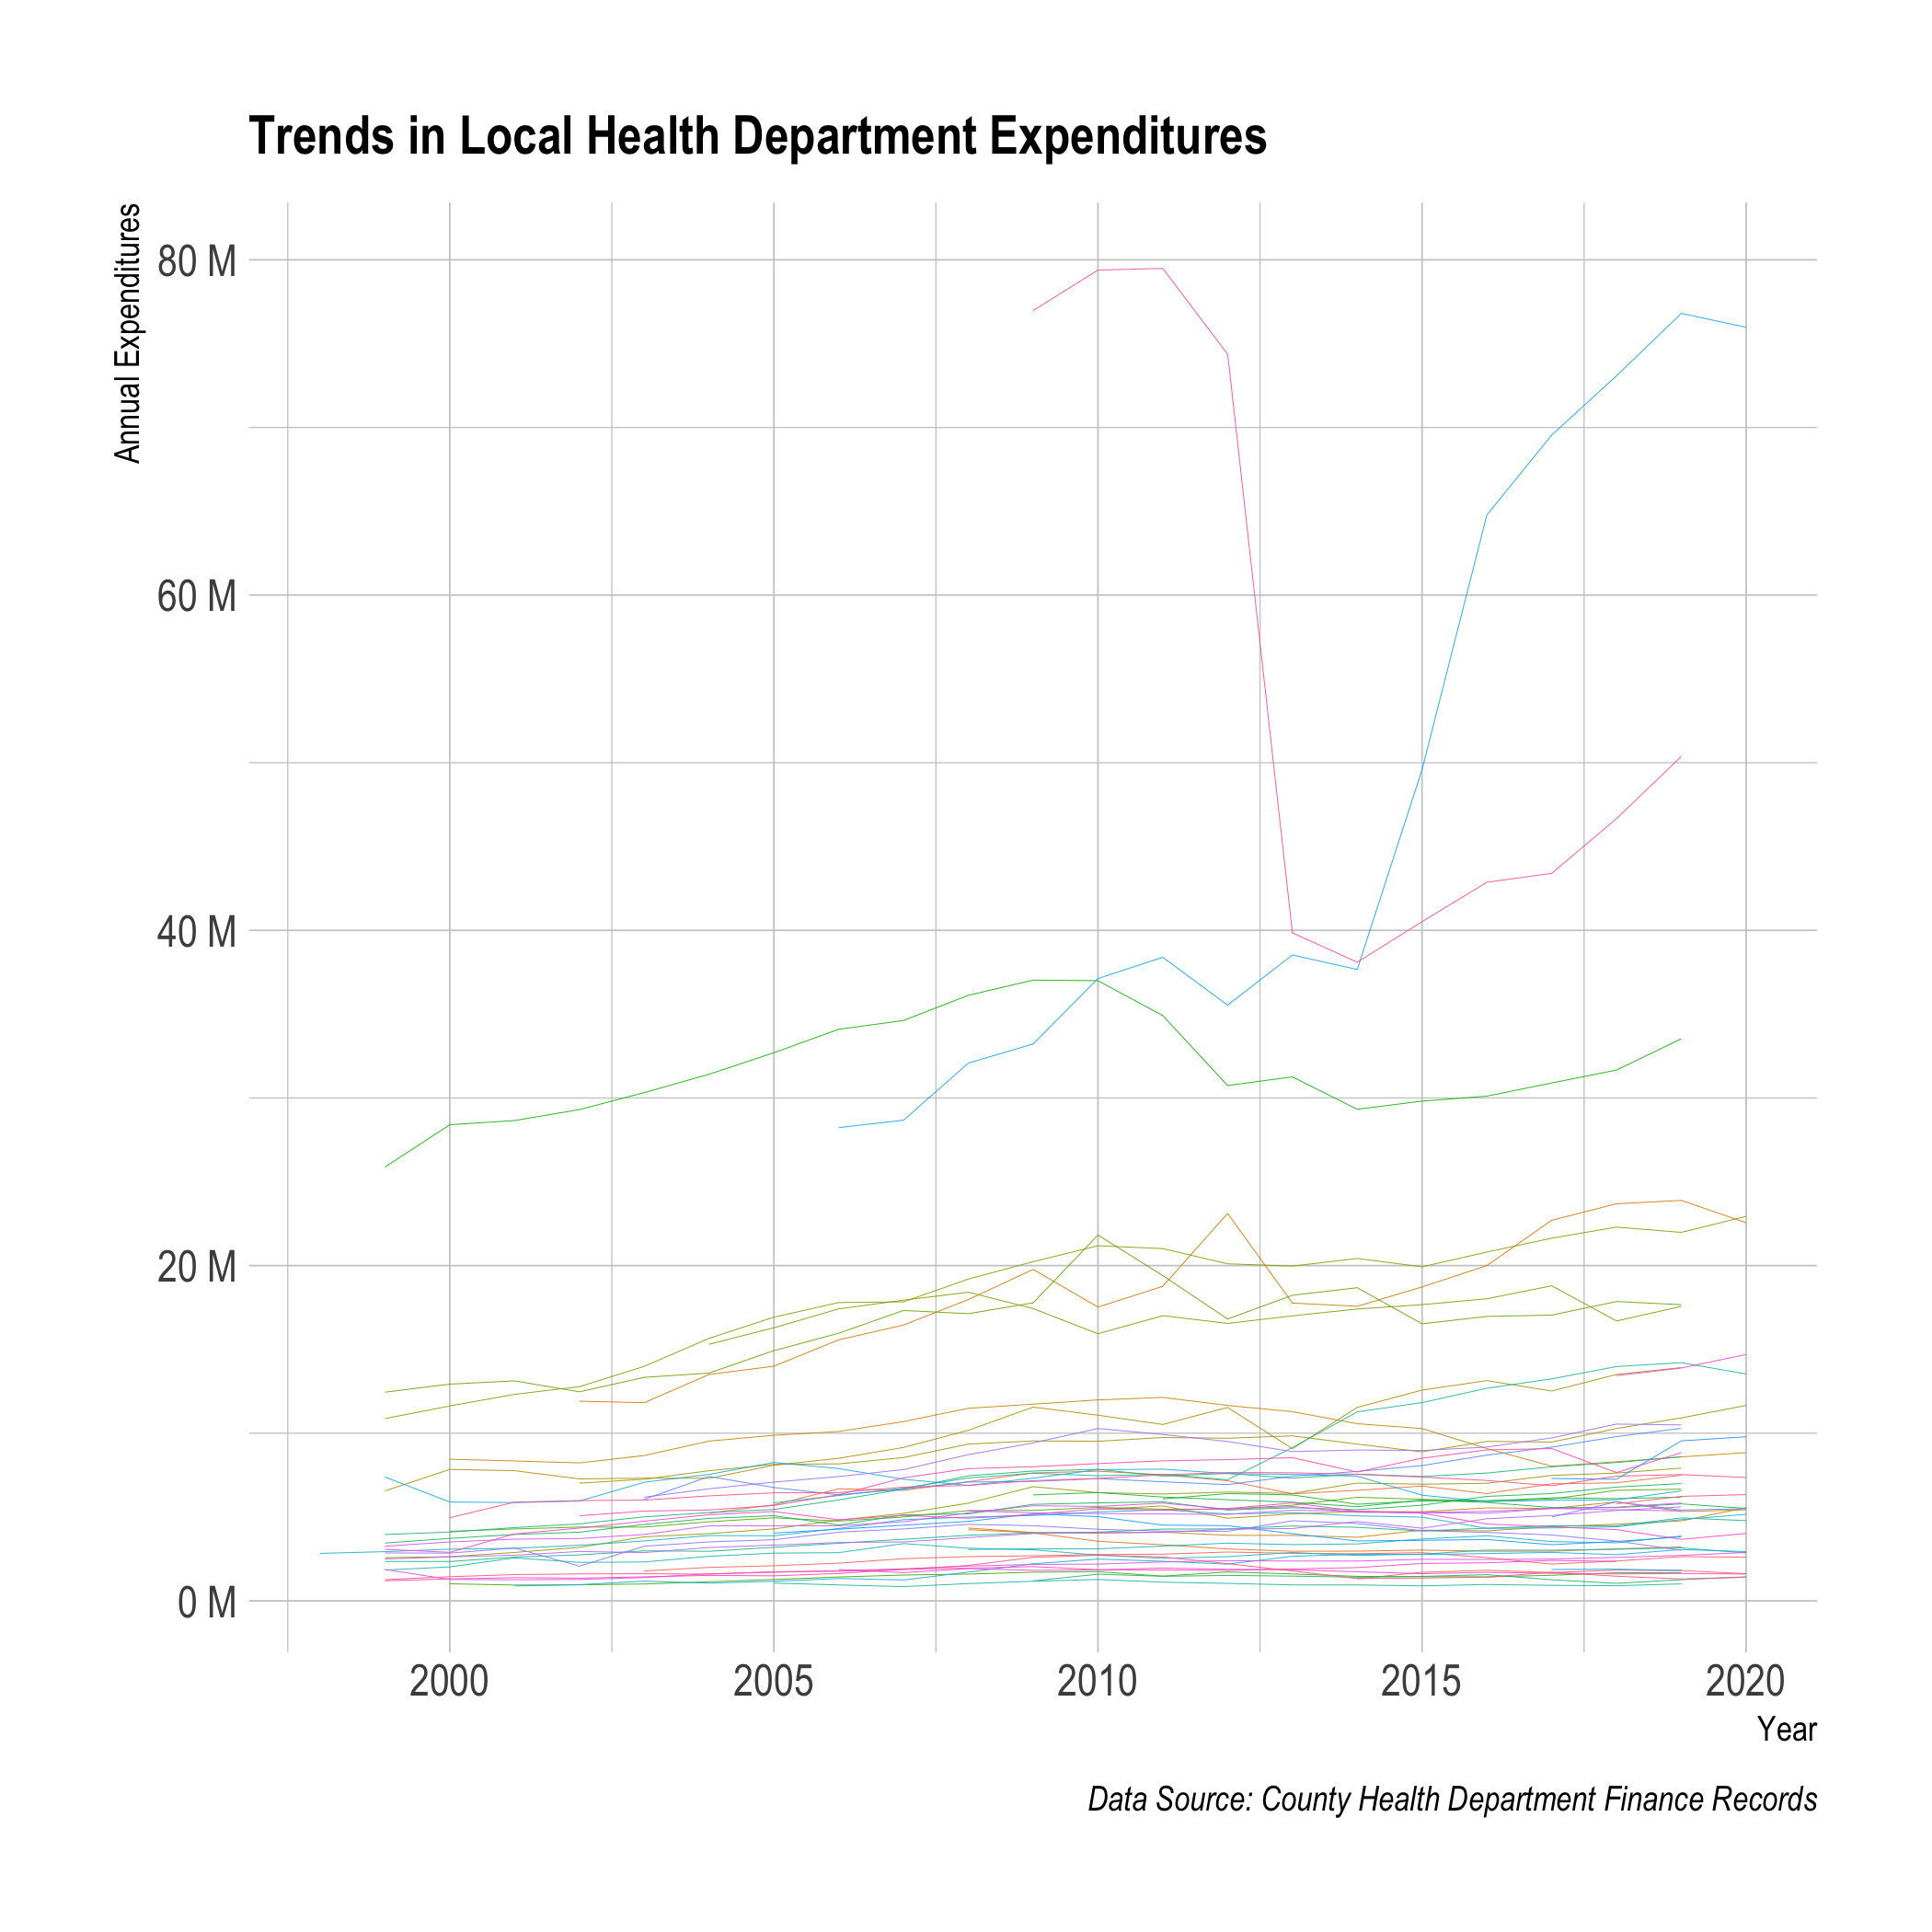 Trends in Local Health Department Expenditures
Annual Expenditures
80 M
60 M
40 M
20 M
0 M
2000 2005 2010 2015 2020
Year
Data Source: County Health Department Finance Records